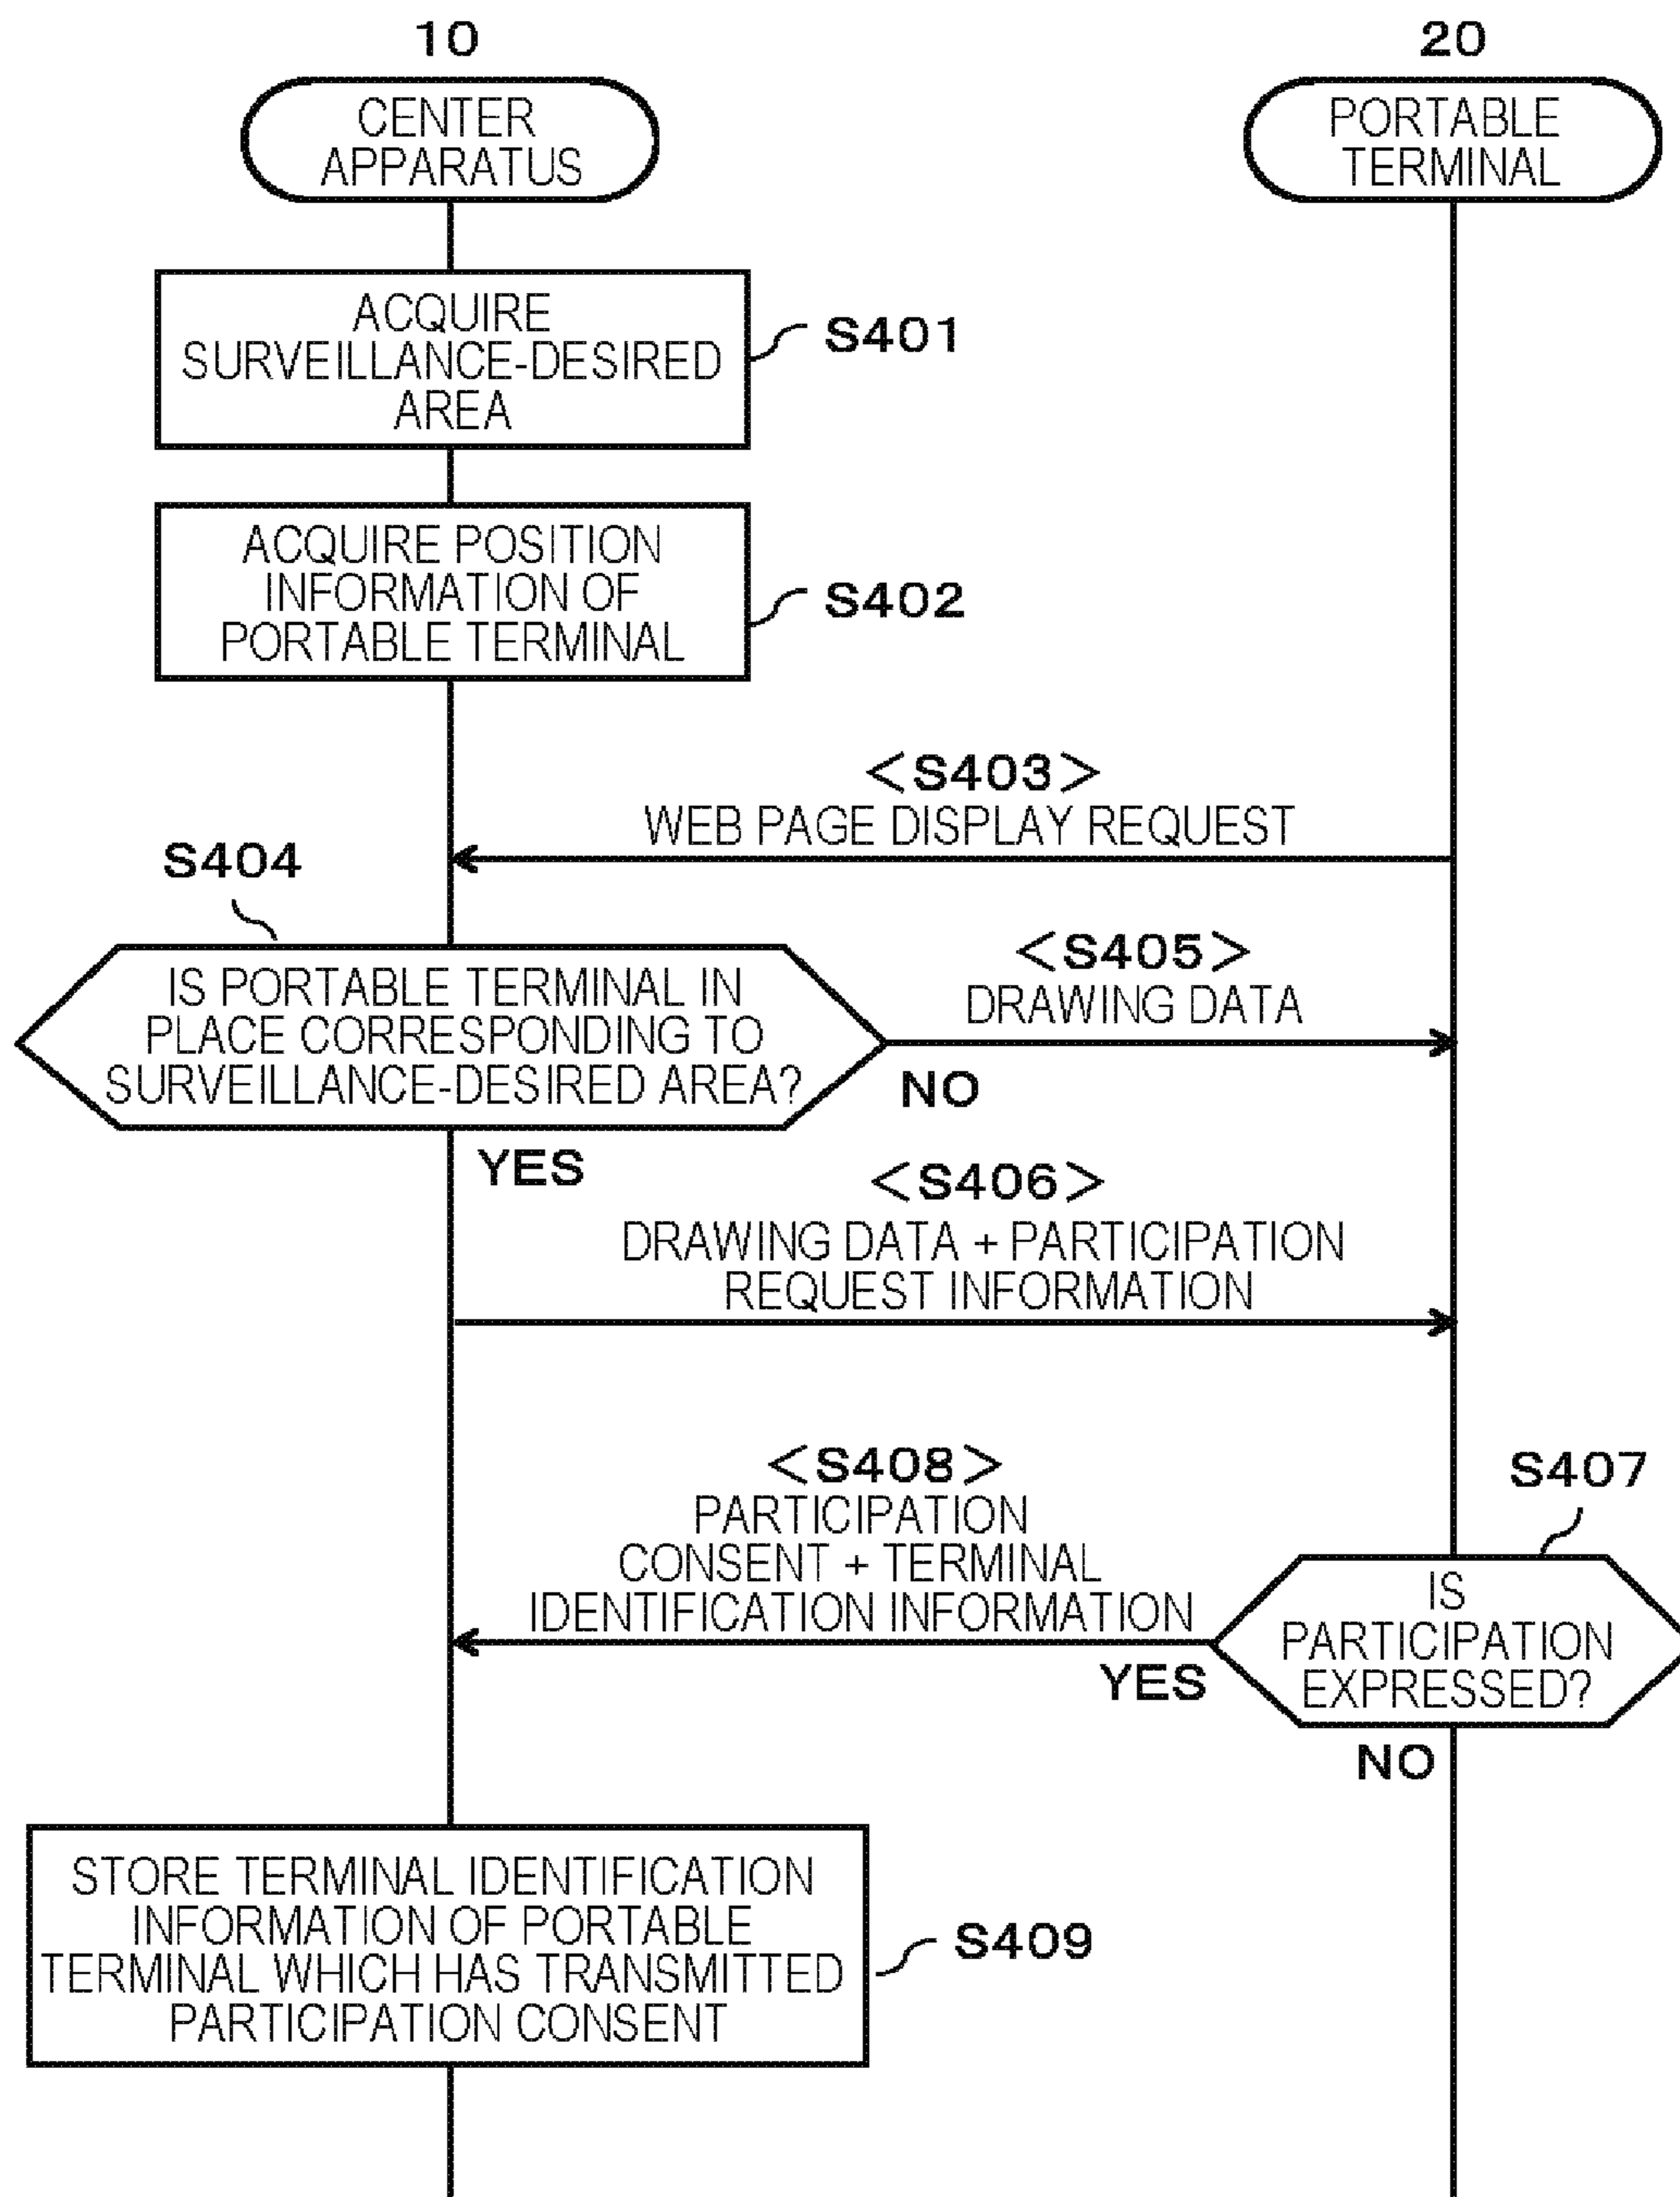 10
CENTER
APPARATUS
20
PORTABLE
TERMINAL
ACQUIRE
SURVEILLANCE-DESIRED
AREA
S401
ACQUIRE POSITION
INFORMATION OF
PORTABLE TERMINAL
S402
<S403>
WEB PAGE DISPLAY REQUEST
S404
IS PORTABLE TERMINAL IN
PLACE CORRESPONDING TO
SURVEILLANCE-DESIRED AREA?
<S405>
DRAWING DATA
NO
YES
<S406>
DRAWING DATA + PARTICIPATION
REQUEST INFORMATION
<S408>
PARTICIPATION
CONSENT + TERMINAL
IDENTIFICATION INFORMATION
YES
S407
IS
PARTICIPATION
EXPRESSED?
NO
STORE TERMINAL IDENTIFICATION
INFORMATION OF PORTABLE
TERMINAL WHICH HAS TRANSMITTED
PARTICIPATION CONSENT
S409